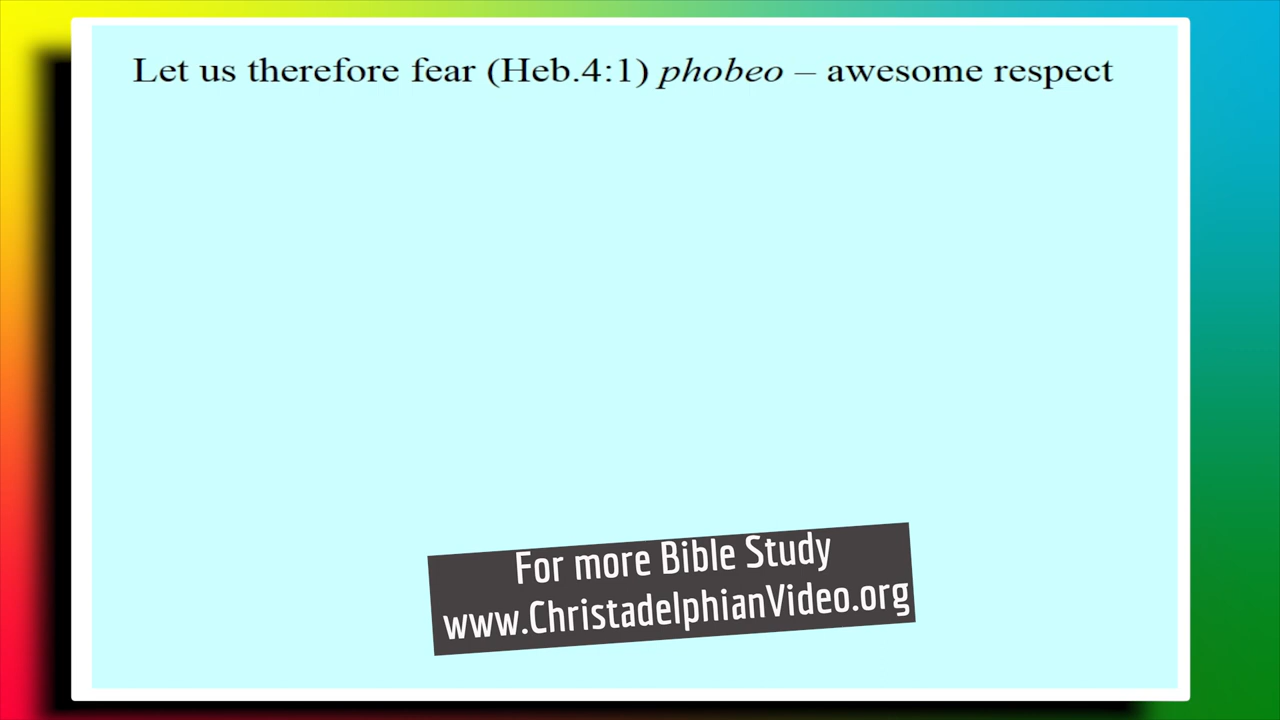 Let us therefore fear (Heb.4:1) phobeo – awesome respect
For more Bible Study
www.ChristadelphianVideo.org